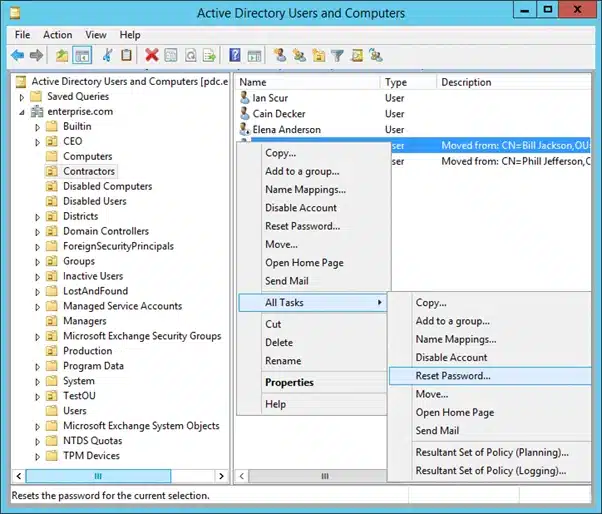 Active Directory Users and Computers
File Action View Help
Active Directory Users and Computers [pdc.e
Saved Queries
enterprise.com
Builtin
CEO
Computers
Contractors
Disabled Computers
Disabled Users
Districts
Domain Controllers
ForeignSecurityPrincipals
Groups
Inactive Users
LostAndFound
Managed Service Accounts
Managers
Microsoft Exchange Security Groups
Production
Program Data
System
TestOU
Users
Microsoft Exchange System Objects
NTDS Quotas
TPM Devices
Name Type Description
Ian Scur User
Cain Decker User
Elena Anderson User
ser Moved from: CN=Bill Jackson,OU=
ser Moved from: CN=Phill Jefferson,O
Copy...
Add to a group...
Name Mappings...
Disable Account
Reset Password...
Move...
Open Home Page
Send Mail
All Tasks
Cut
Delete
Rename
Properties
Help
Copy...
Add to a group...
Name Mappings...
Disable Account
Reset Password...
Move...
Open Home Page
Send Mail
Resultant Set of Policy (Planning)...
Resultant Set of Policy (Logging)...
Resets the password for the current selection.